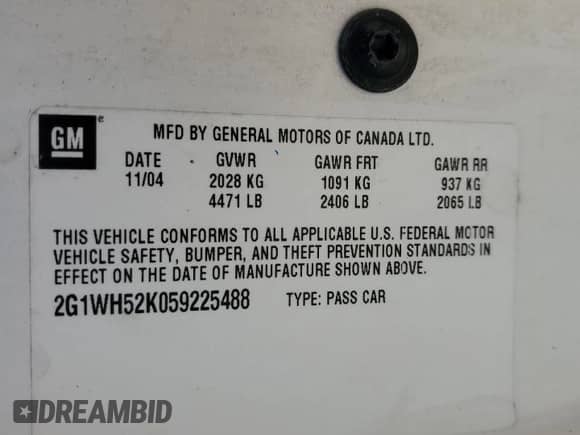 GM
MFD BY GENERAL MOTORS OF CANADA LTD.
DATE GVWR GAWR FRT GAWR RR
11/04 2028 KG 1091 KG 937 KG
4471 LB 2406 LB 2065 LB
THIS VEHICLE CONFORMS TO ALL APPLICABLE U.S. FEDERAL MOTOR
VEHICLE SAFETY, BUMPER, AND THEFT PREVENTION STANDARDS IN
EFFECT ON THE DATE OF MANUFACTURE SHOWN ABOVE.
2G1WH52K059225488 TYPE: PASS CAR
DREAMBID